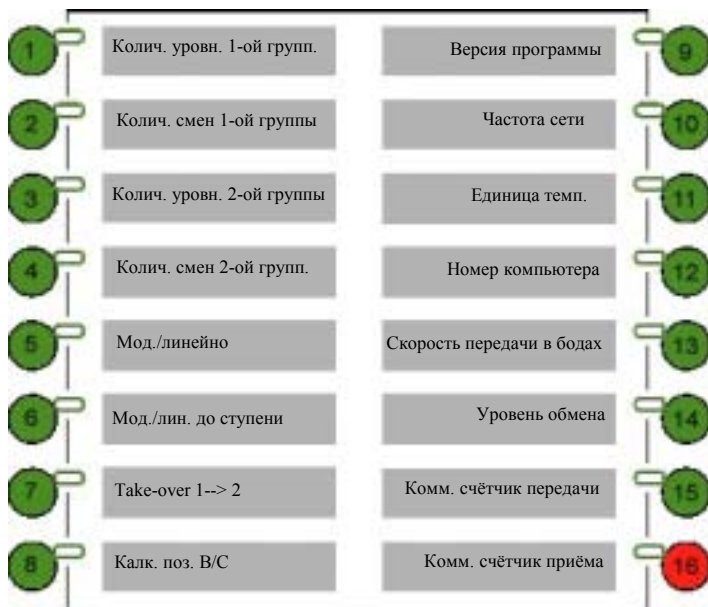 1 Колич. уровн. 1-ой групп. Версия программы 9
2 Колич. смен 1-ой группы Частота сети 10
3 Колич. уровн. 2-ой группы Единица темп. 11
4 Колич. смен 2-ой групп. Номер компьютера 12
5 Мод./линейно Скорость передачи в бодах 13
6 Мод./лин. до ступени Уровень обмена 14
7 Take-over 1--> 2 Комм. счётчик передачи 15
8 Калк. поз. В/С Комм. счётчик приёма 16